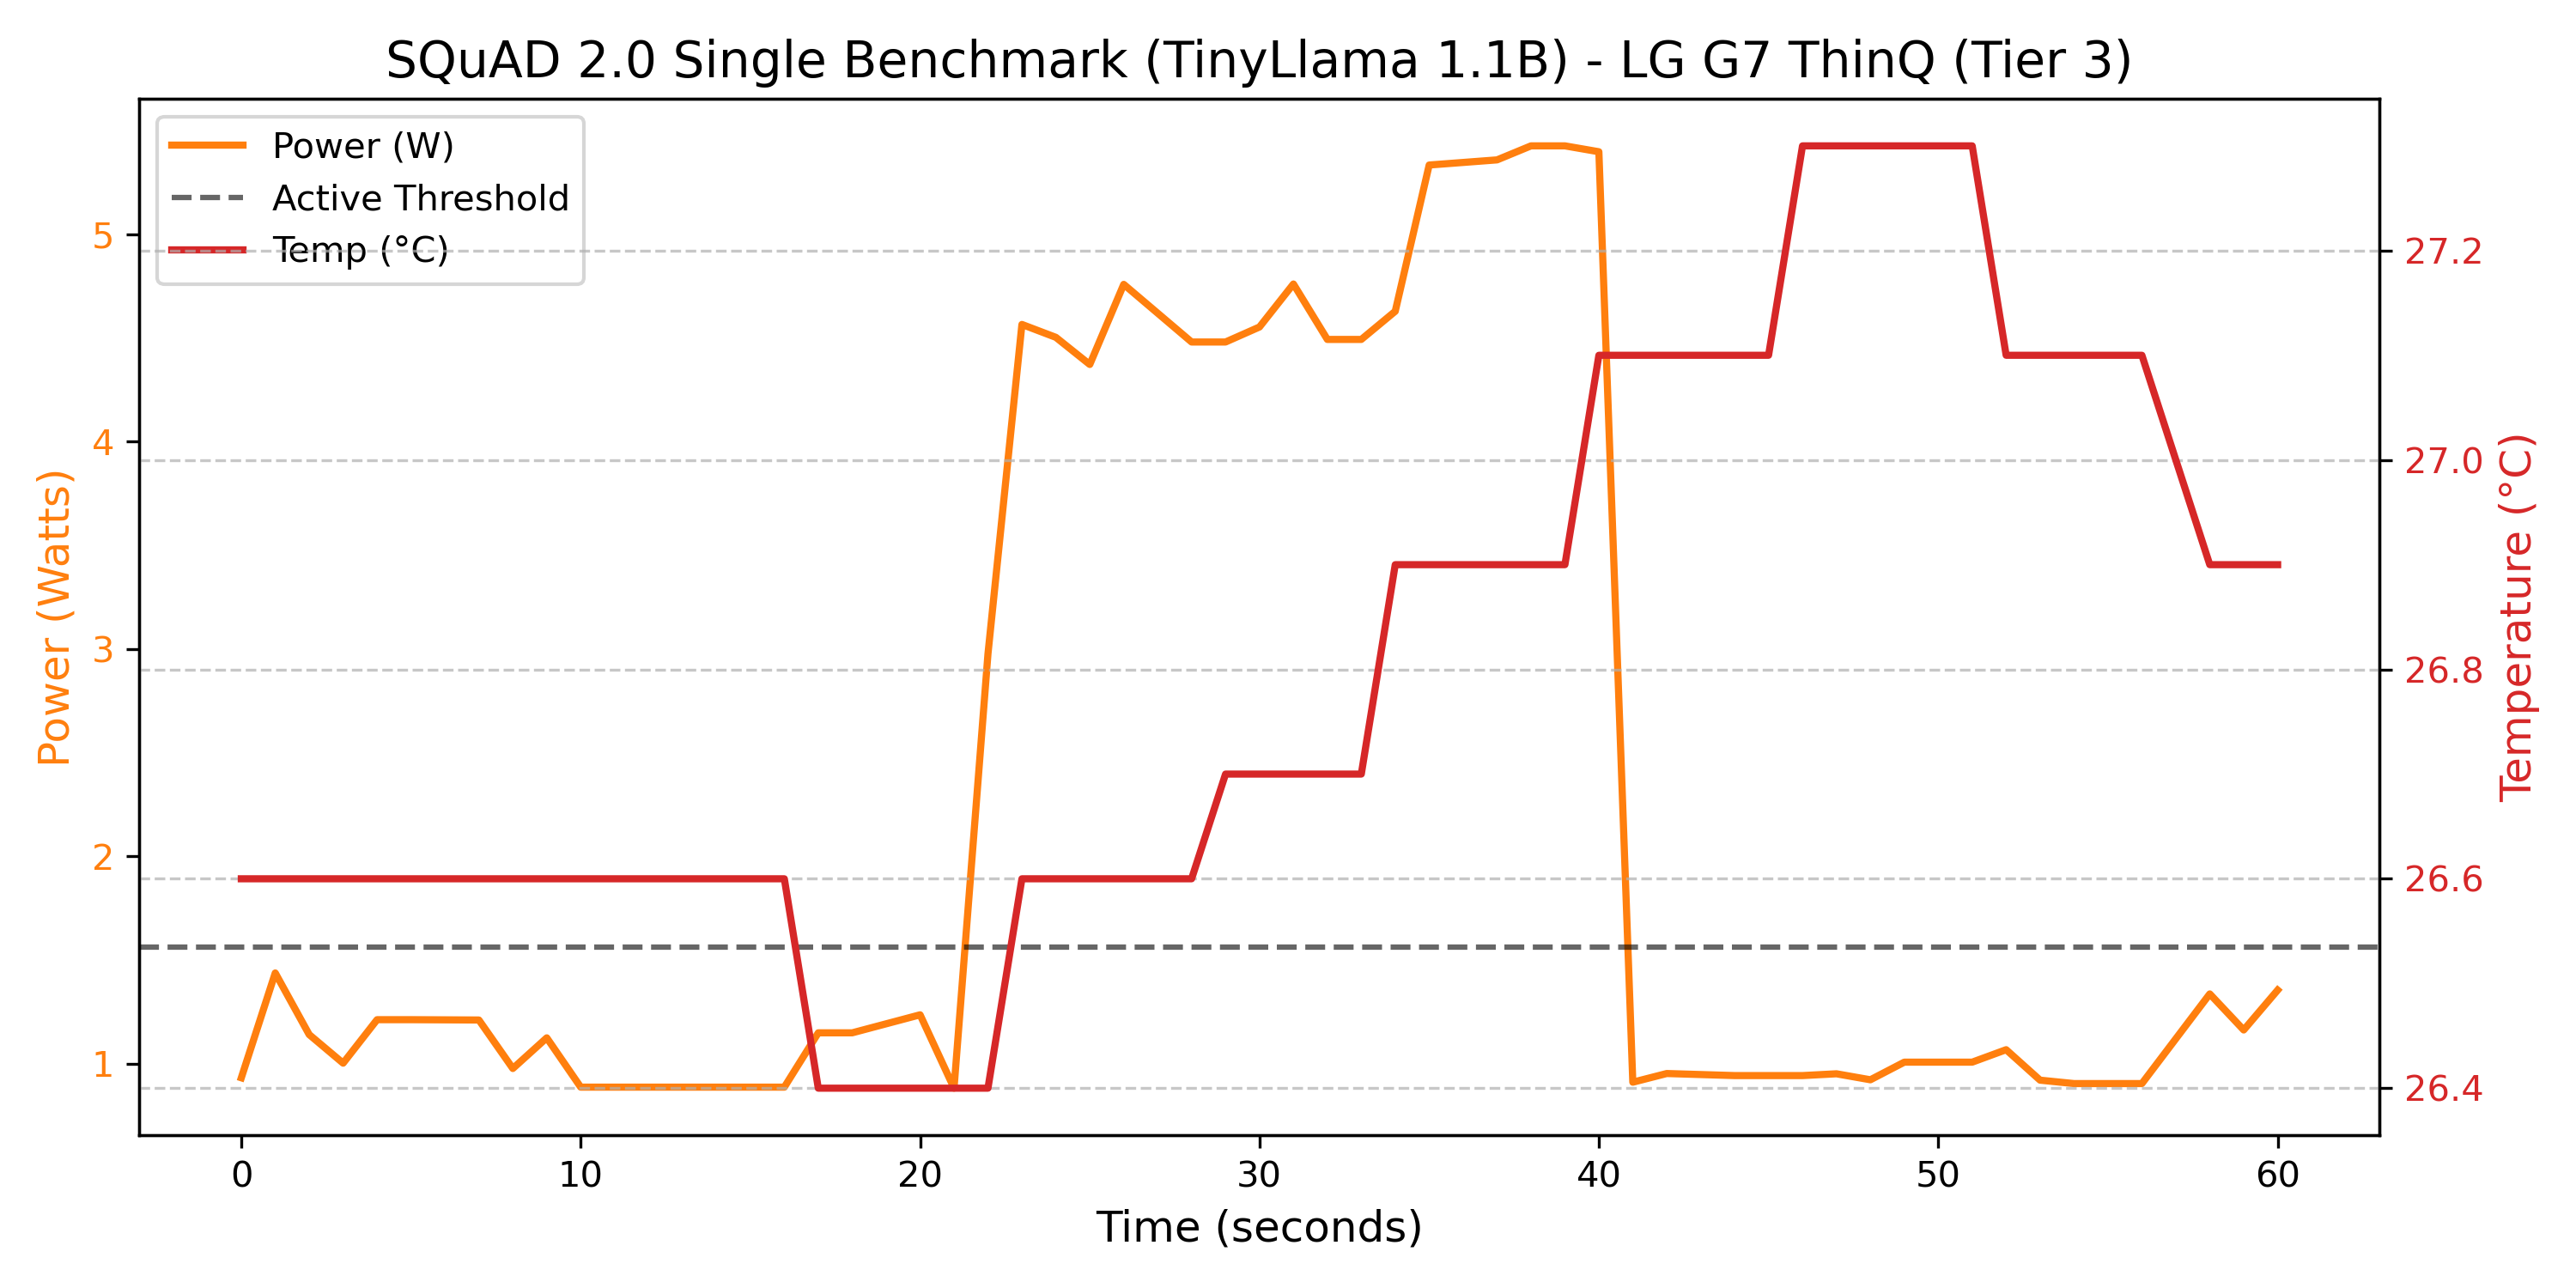 SQuAD 2.0 Single Benchmark (TinyLlama 1.1B) - LG G7 ThinQ (Tier 3)
Power (W)
Active Threshold
Temp (°C)
Power (Watts)
5
4
3
2
1
27.2
27.0
26.8
26.6
26.4
Temperature (°C)
0 10 20 30 40 50 60
Time (seconds)